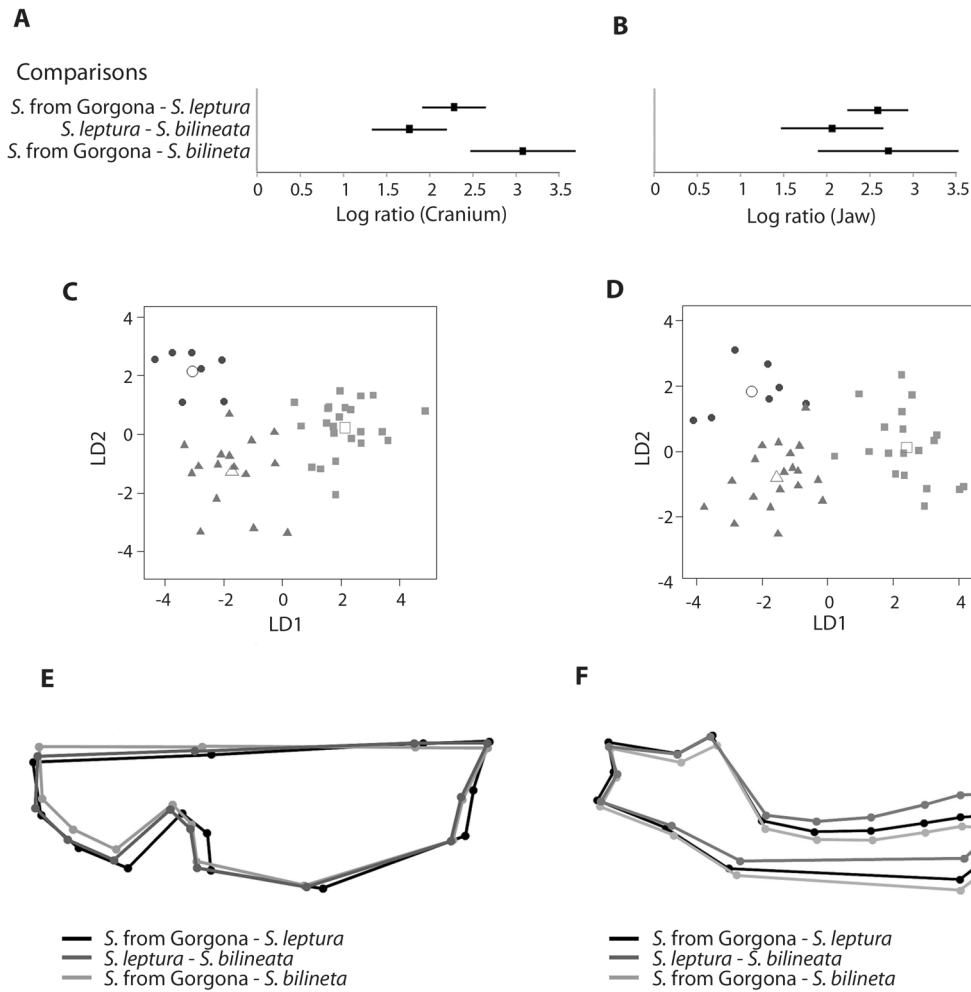 A
B
Comparisons
S. from Gorgona - S. leptura
S. leptura - S. bilineata
S. from Gorgona - S. bilineta
0 0.5 1 1.5 2 2.5 3 3.5
Log ratio (Cranium)
0 0.5 1 1.5 2 2.5 3 3.5
Log ratio (Jaw)
C
4
2
0
-2
-4
LD2
-4 -2 0 2 4
LD1
D
4
2
0
-2
-4
LD2
-4 -2 0 2 4
LD1
E
F
S. from Gorgona - S. leptura
S. leptura - S. bilineata
S. from Gorgona - S. bilineta
S. from Gorgona - S. leptura
S. leptura - S. bilineata
S. from Gorgona - S. bilineta